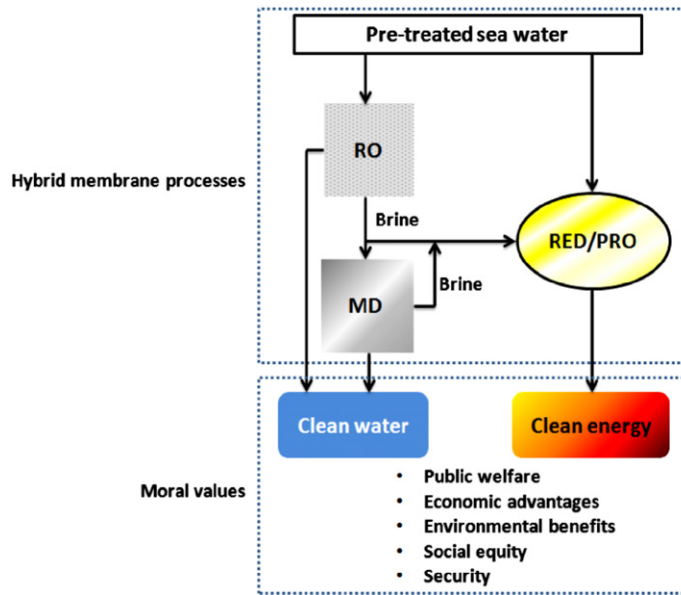 Pre-treated sea water
RO
Hybrid membrane processes
Brine
RED/PRO
Brine
MD
Clean water
Clean energy
Moral values
• Public welfare
• Economic advantages
• Environmental benefits
• Social equity
• Security